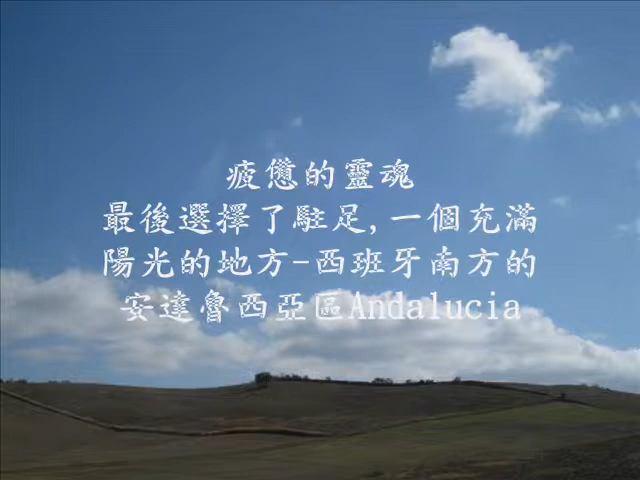 疲憊的靈魂
最後選擇了駐足,一個充滿
陽光的地方-西班牙南方的
安達魯西亞區Andalucia